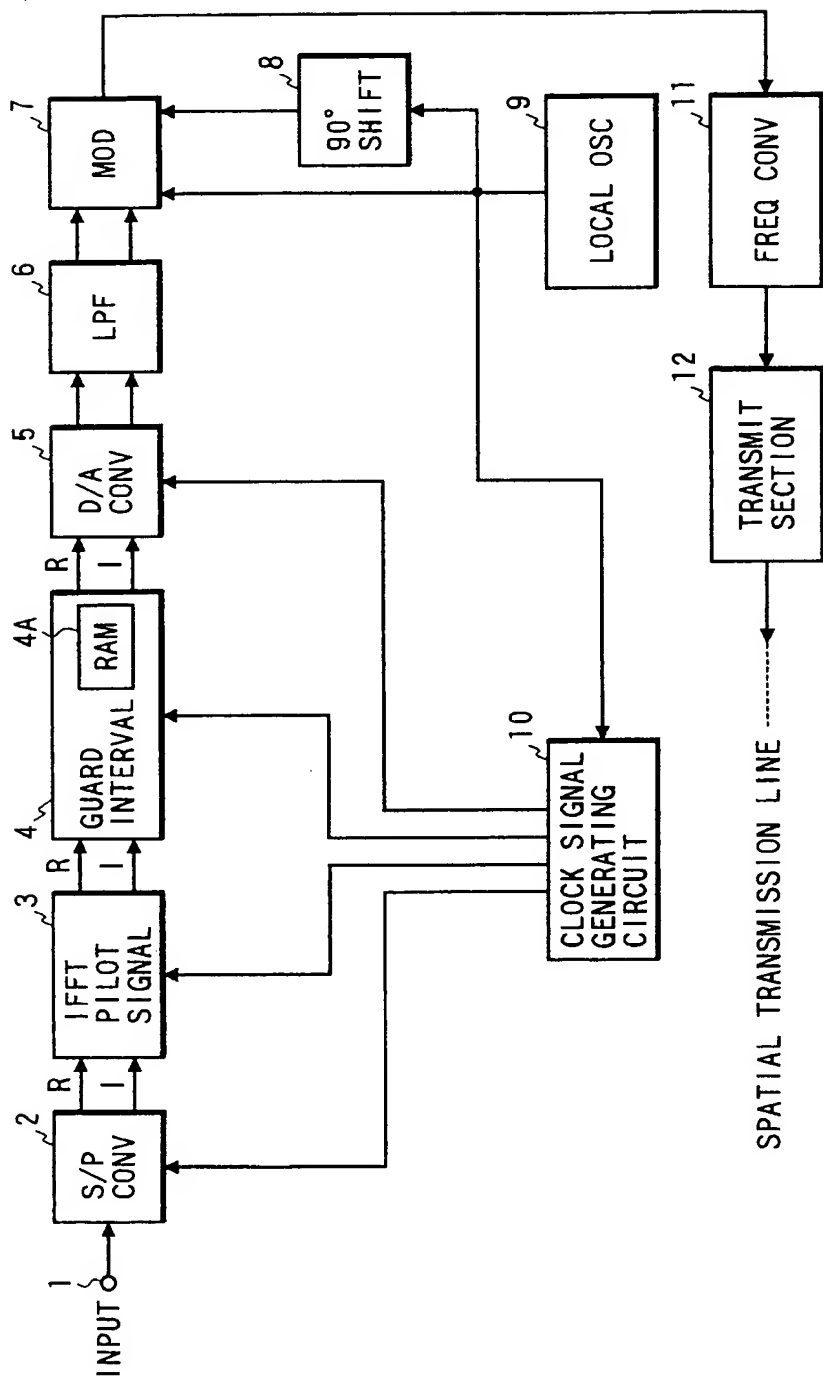 INPUT
1
2
S/P
CONV
R
I
3
IFFT
PILOT
SIGNAL
R
I
4
GUARD
INTERVAL
4A
RAM
R
I
5
D/A
CONV
6
LPF
7
MOD
8
90°
SHIFT
9
LOCAL OSC
10
CLOCK SIGNAL
GENERATING
CIRCUIT
11
FREQ CONV
12
TRANSMIT
SECTION
SPATIAL TRANSMISSION LINE